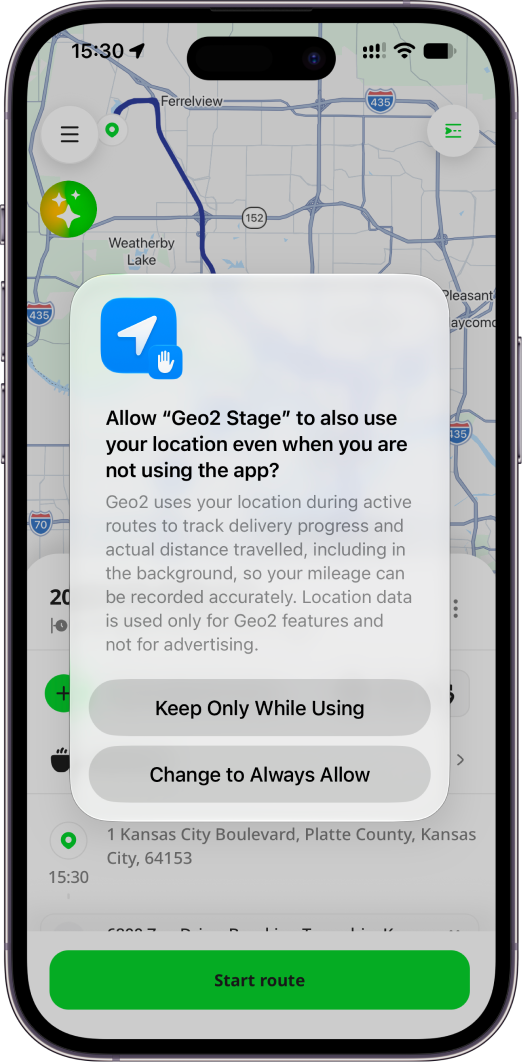 15:30
Ferrelview
435
152
Weatherby
Lake
Pleasant
435
435
70
Allow “Geo2 Stage” to also use
your location even when you are
not using the app?
Geo2 uses your location during active
routes to track delivery progress and
actual distance travelled, including in
the background, so your mileage can
be recorded accurately. Location data
is used only for Geo2 features and
not for advertising.
20
Keep Only While Using
Change to Always Allow
1 Kansas City Boulevard, Platte County, Kansas
City, 64153
15:30
Start route